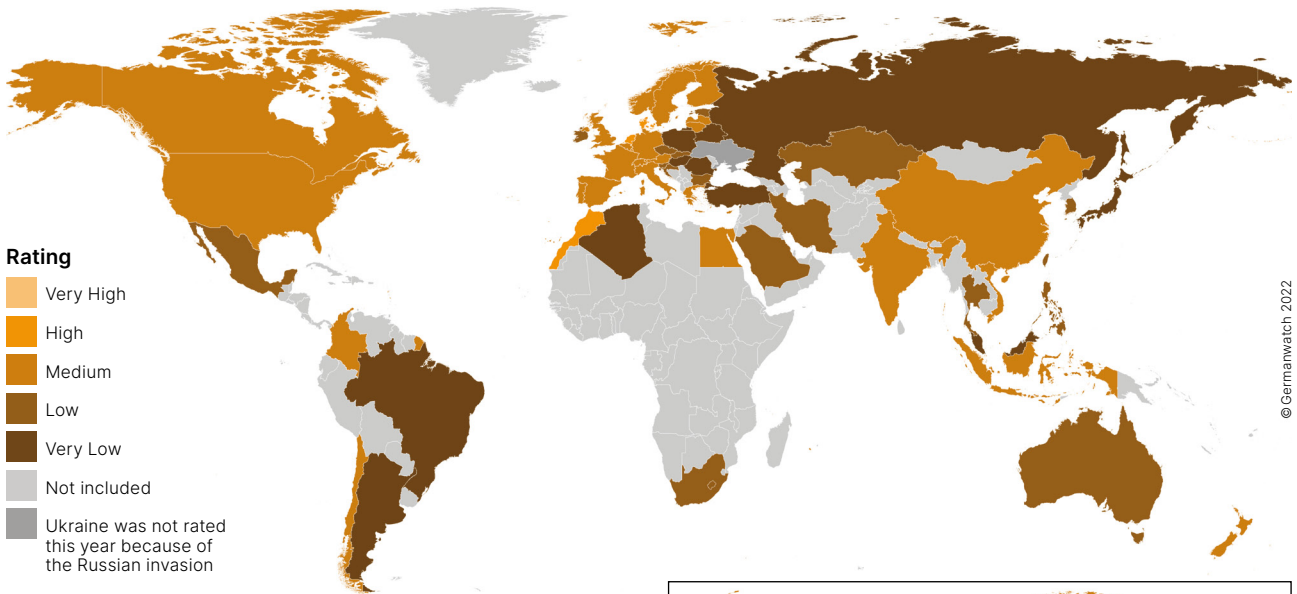 Rating
Very High
High
Medium
Low
Very Low
Not included
Ukraine was not rated
this year because of
the Russian invasion
© Germanwatch 2022